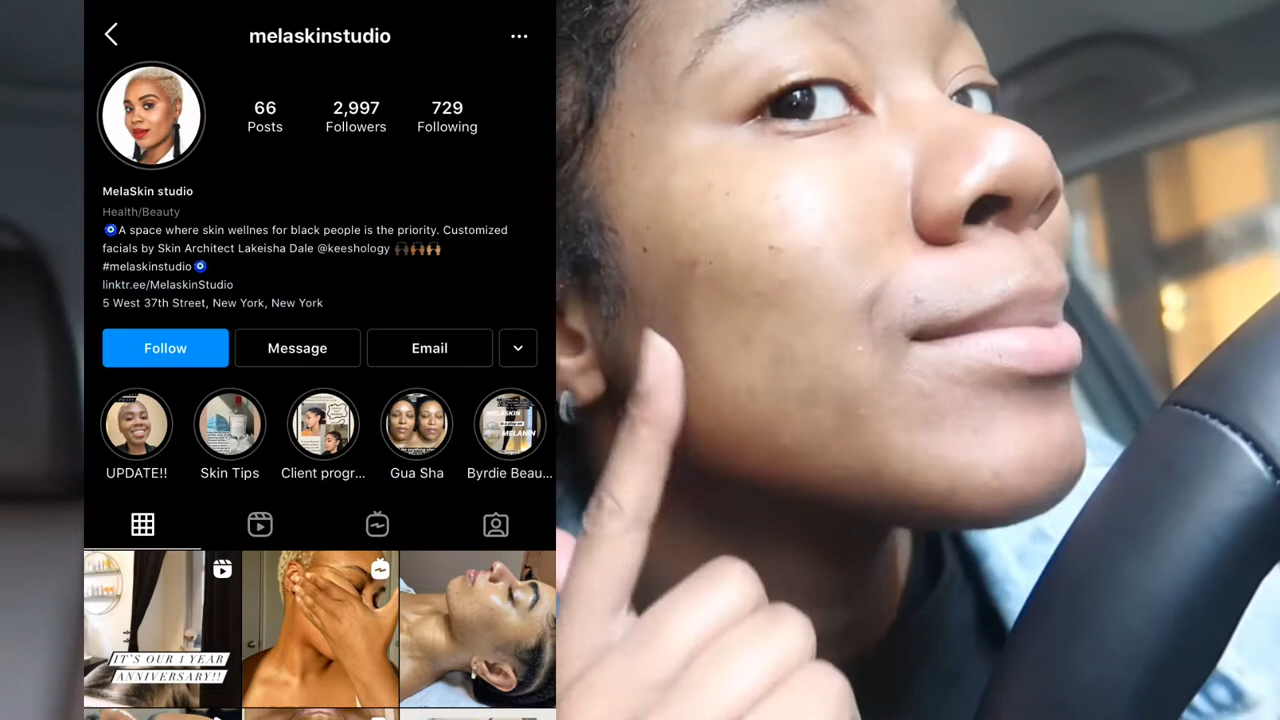 melaskinstudio
66
2,997
729
Posts
Followers
Following
MelaSkin studio
Health/Beauty
🧿A space where skin wellnes for black people is the priority. Customized
facials by Skin Architect Lakeisha Dale @keeshology 🙌🏿🙌🏾🙌🏽
#melaskinstudio🧿
linktr.ee/MelaskinStudio
5 West 37th Street, New York, New York
Follow
Message
Email
UPDATE!!
Skin Tips
Client progr...
Gua Sha
Byrdie Beau...
MELASKIN
MELANIN
IT'S OUR 1 YEAR
ANNIVERSARY!!